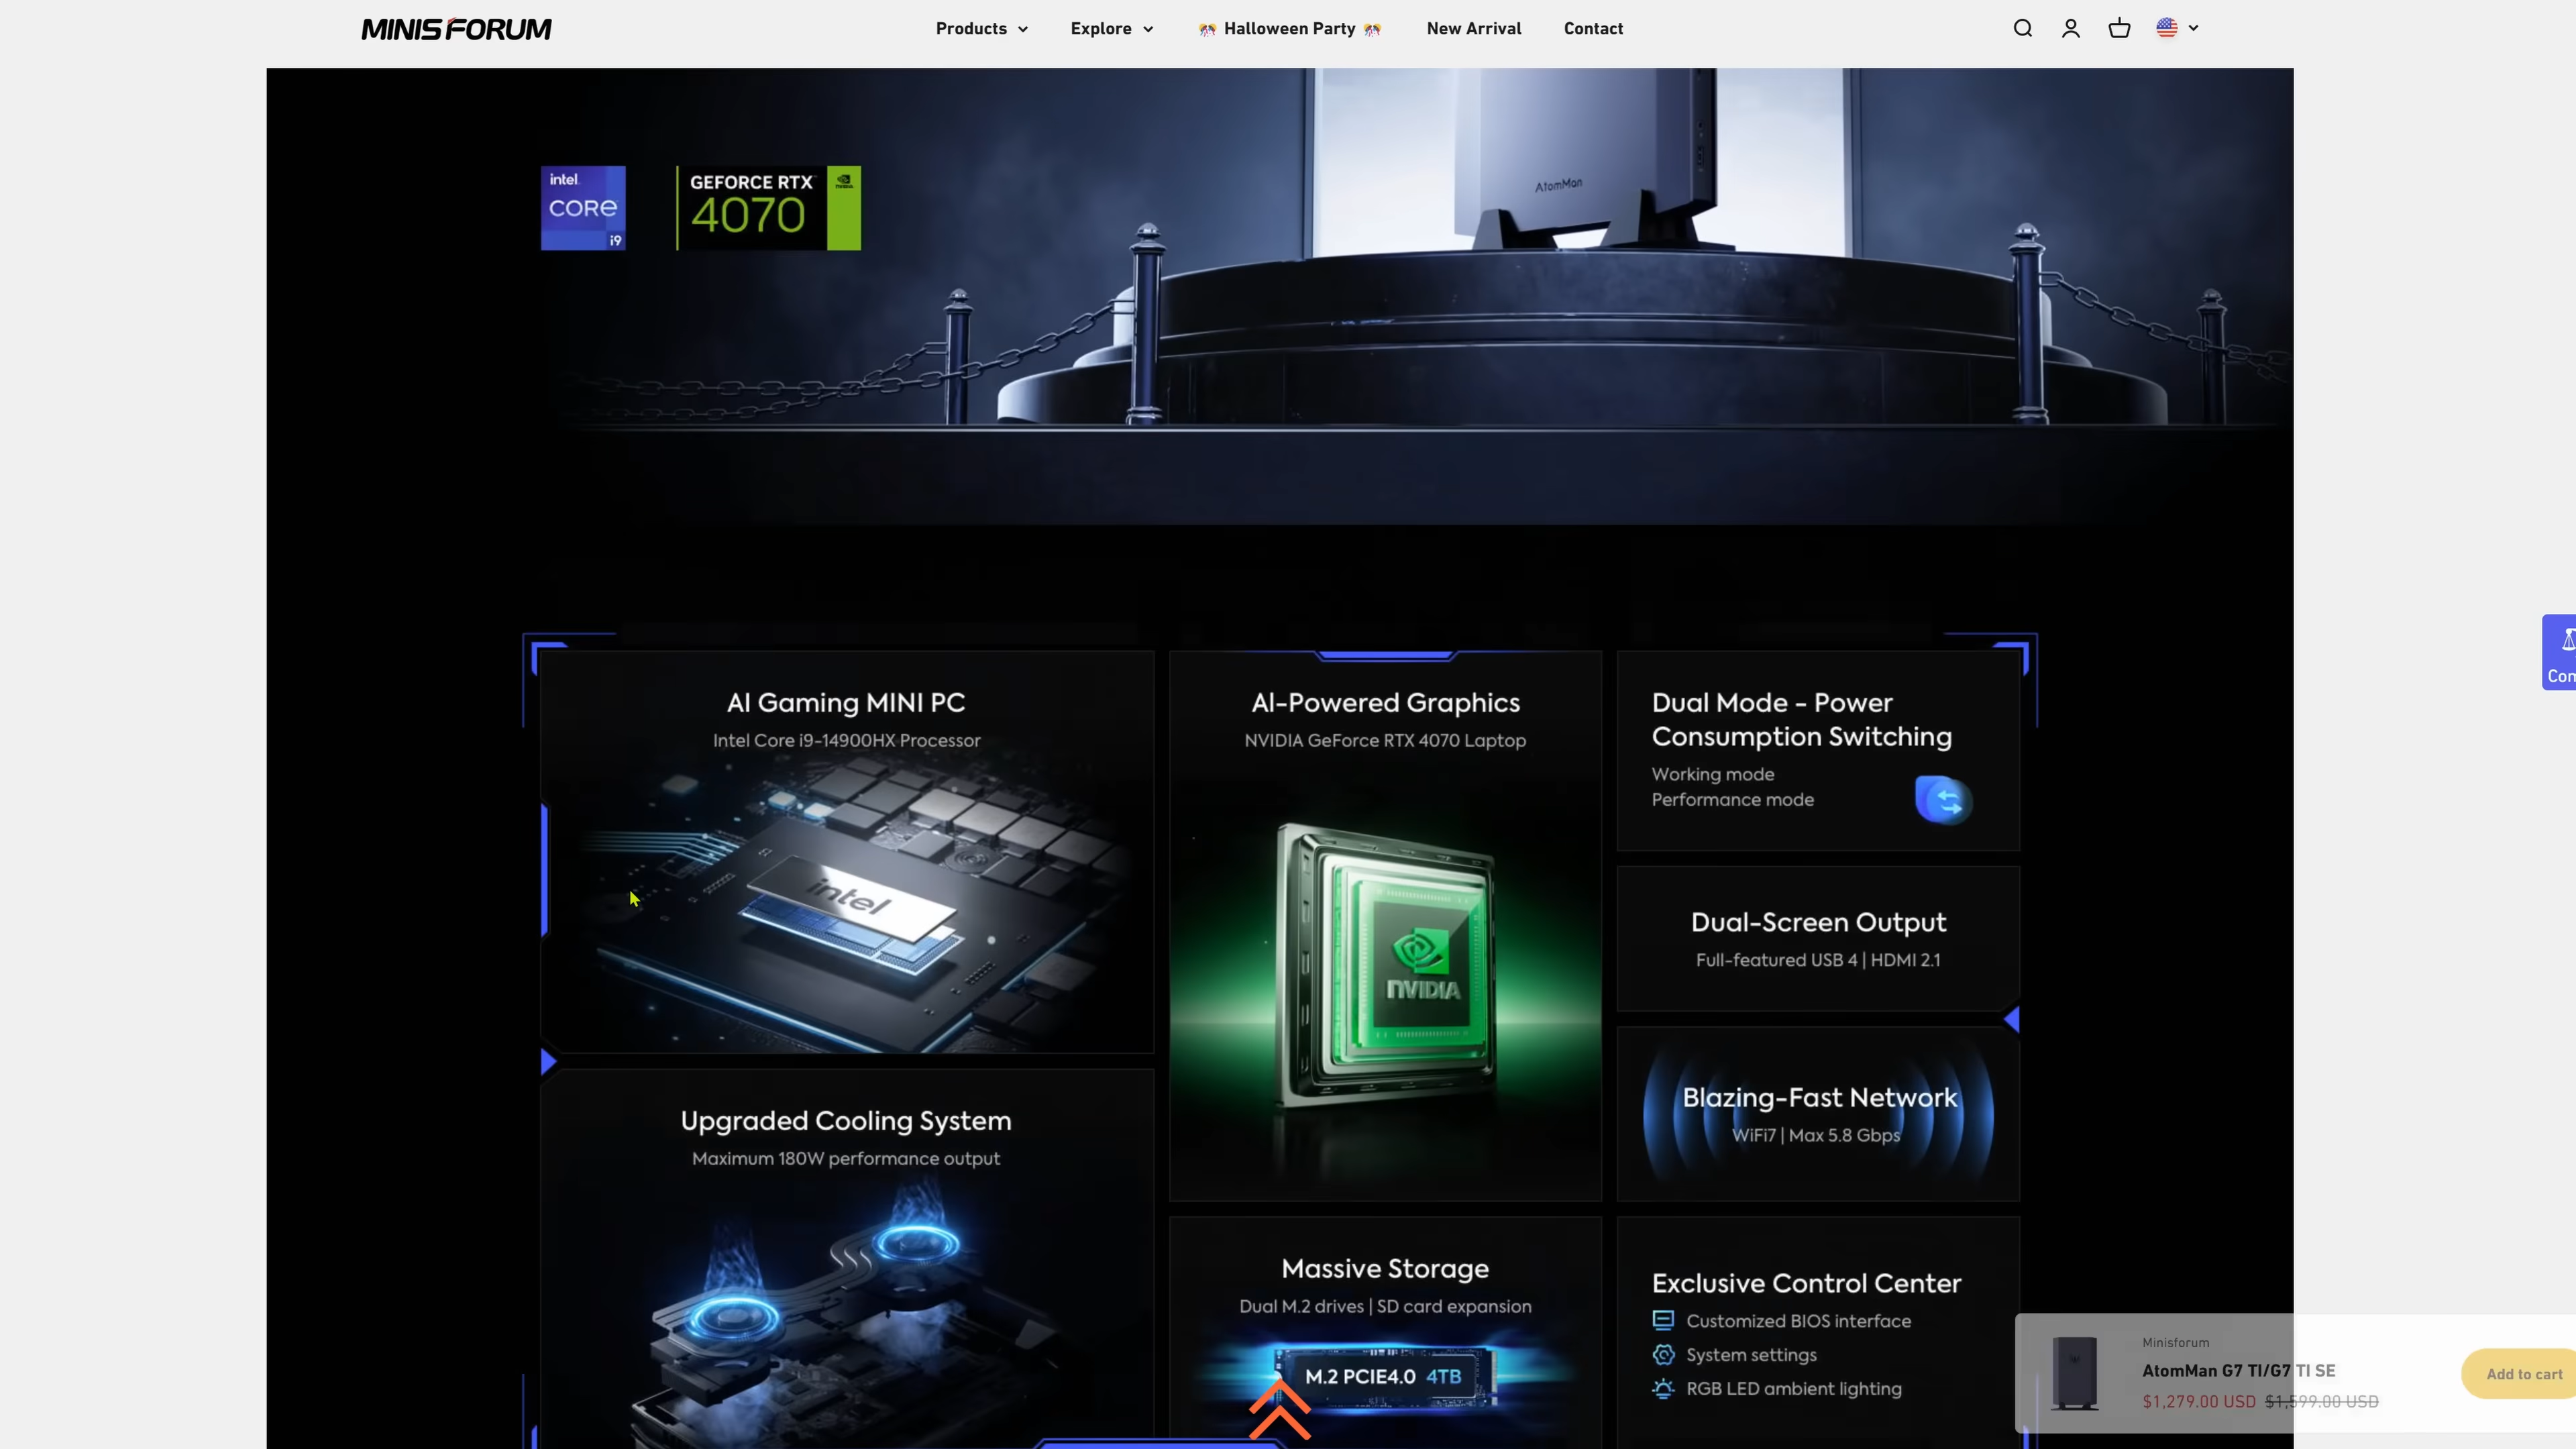 MINISFORUM
Products
Explore
Halloween Party
New Arrival
Contact
AtomMan
intel
CORE
i9
GEFORCE RTX
4070
AI Gaming MINI PC
Intel Core i9-14900HX Processor
intel
AI-Powered Graphics
NVIDIA GeForce RTX 4070 Laptop
NVIDIA
Dual Mode - Power
Consumption Switching
Working mode
Performance mode
Dual-Screen Output
Full-featured USB 4 | HDMI 2.1
Blazing-Fast Network
WiFi7 | Max 5.8 Gbps
Upgraded Cooling System
Maximum 180W performance output
Massive Storage
Dual M.2 drives | SD card expansion
M.2 PCIE4.0 4TB
Exclusive Control Center
Customized BIOS interface
System settings
RGB LED ambient lighting
Con
Minisforum
AtomMan G7 TI/G7 TI SE
$1,279.00 USD $1,599.00 USD
Add to cart